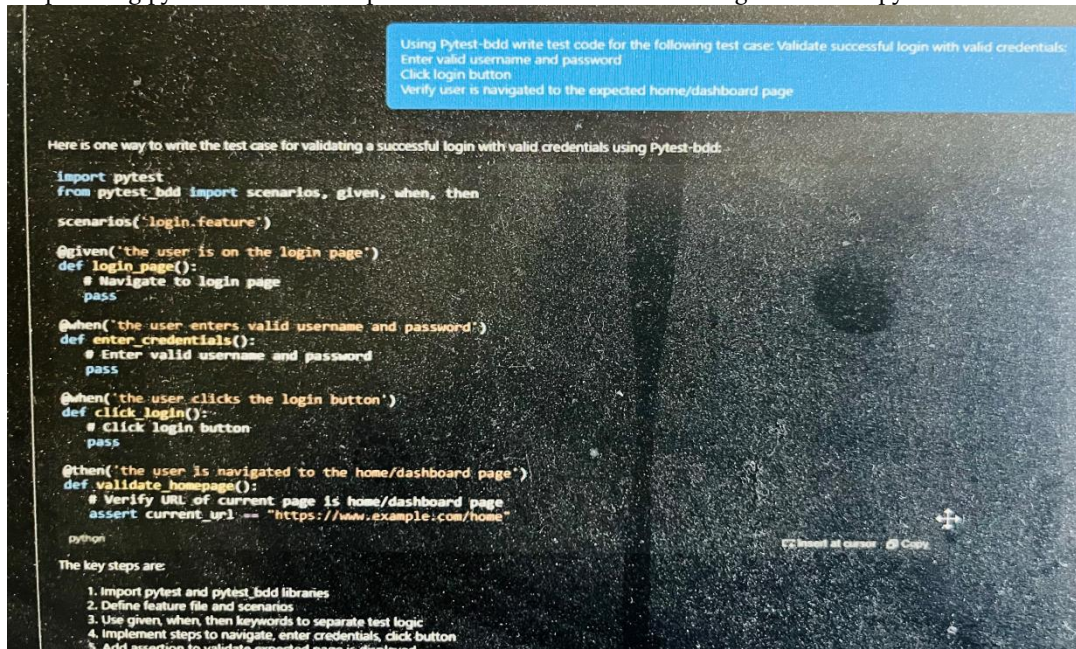 Using Pytest-bdd write test code for the following test case: Validate successful login with valid credentials:
Enter valid username and password
Click login button
Verify user is navigated to the expected home/dashboard page
Here is one way to write the test case for validating a successful login with valid credentials using Pytest-bdd:
import pytest
from pytest_bdd import scenarios, given, when, then
scenarios('login.feature')
@given('the user is on the login page')
def login_page():
# Navigate to login page
pass
@when('the user enters valid username and password')
def enter_credentials():
# Enter valid username and password
pass
@when('the user clicks the login button')
def click_login():
# Click login button
pass
@then('the user is navigated to the home/dashboard page')
def validate_homepage():
# Verify URL of current page is home/dashboard page
assert current_url == "https://www.example.com/home"
python
Insert at cursor Copy
The key steps are:
1. Import pytest and pytest_bdd libraries
2. Define feature file and scenarios
3. Use given, when, then keywords to separate test logic
4. Implement steps to navigate, enter credentials, click button
5. Add assertion to validate expected page is displayed